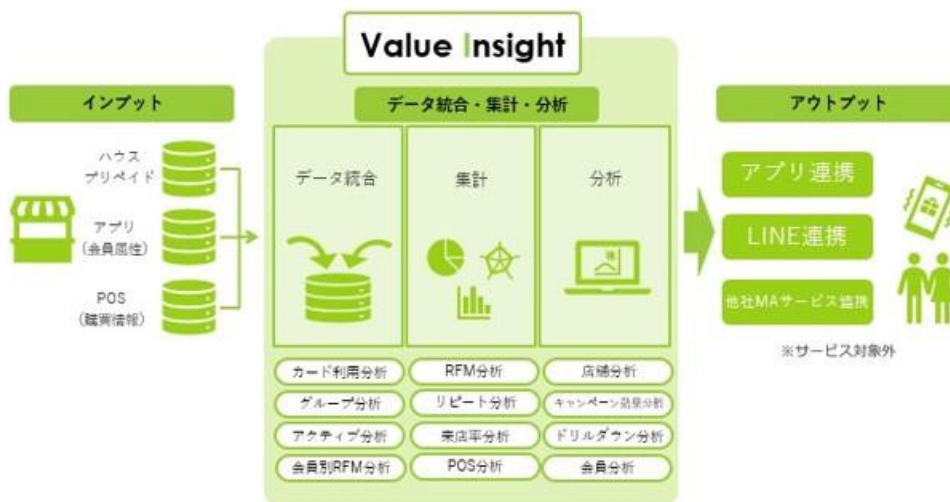 Value Insight
インプット
データ統合・集計・分析
アウトプット
ハウス
プリペイド
アプリ
(会員属性)
POS
(購買情報)
データ統合
集計
分析
アプリ連携
LINE連携
他社MAサービス連携
※サービス対象外
カード利用分析
RFM分析
店舗分析
グループ分析
リピート分析
キャンペーン効果分析
アクティブ分析
来店率分析
ドリルダウン分析
会員別RFM分析
POS分析
会員分析